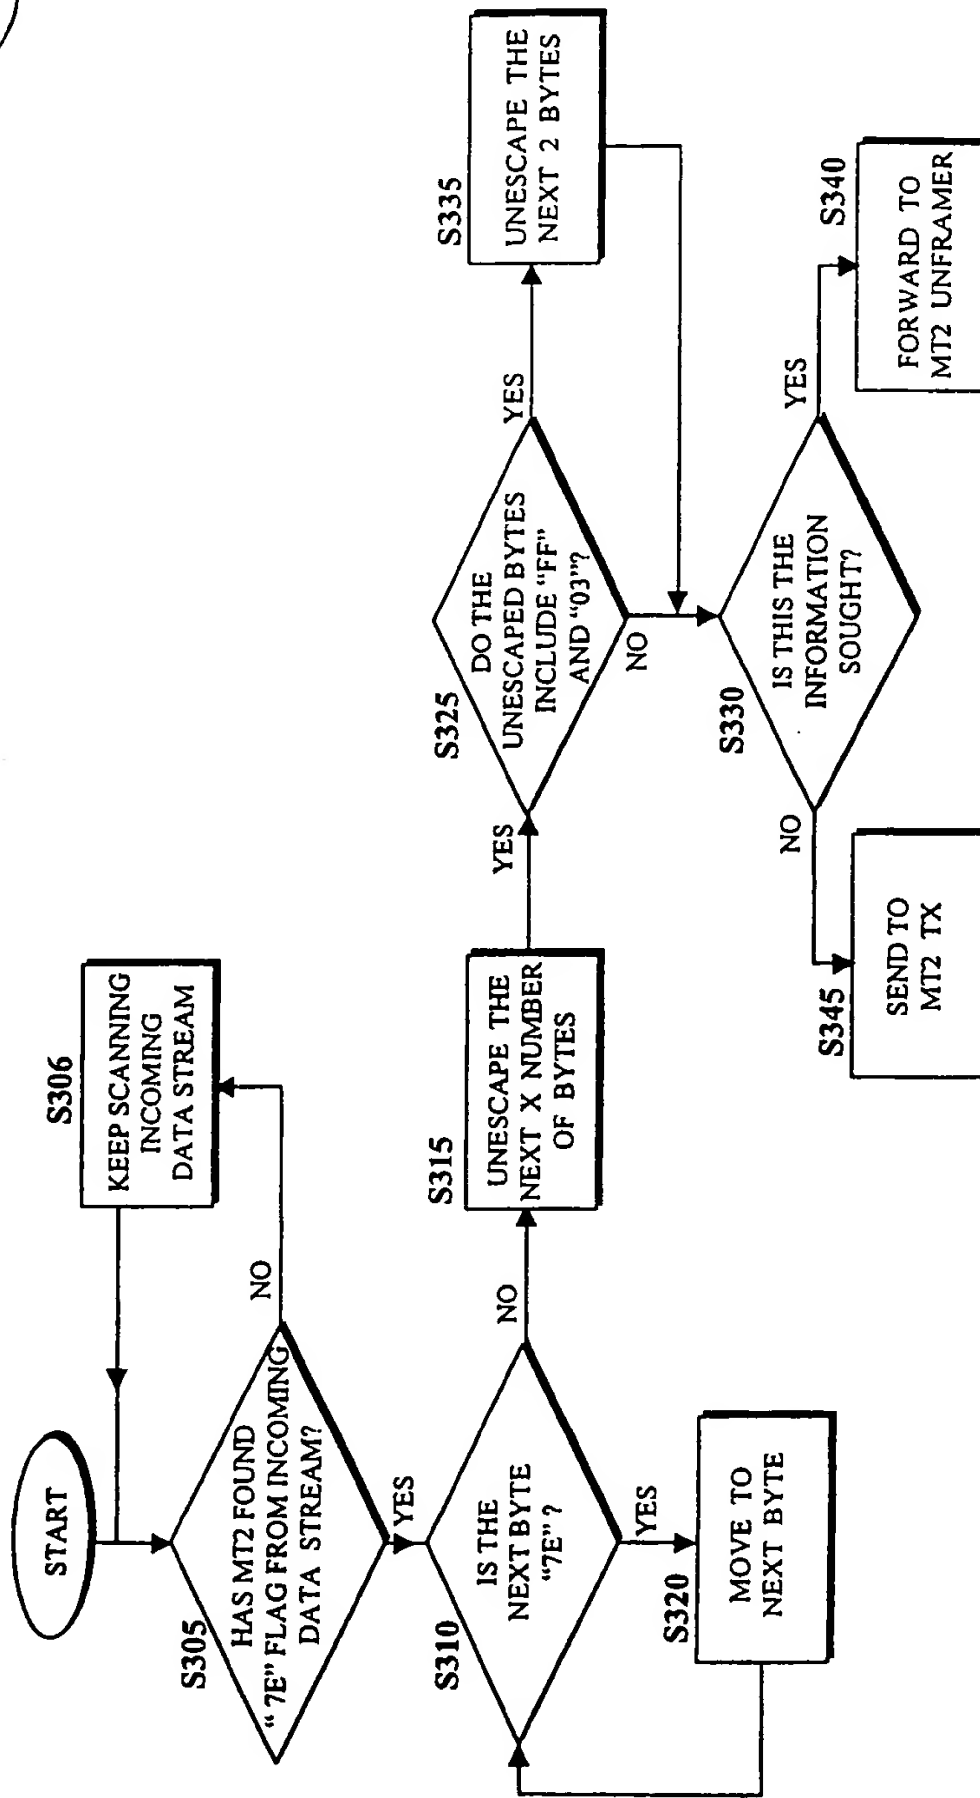 START
S305
HAS MT2 FOUND
“ 7E” FLAG FROM INCOMING
DATA STREAM?
NO
S306
KEEP SCANNING
INCOMING
DATA STREAM
YES
S310
IS THE
NEXT BYTE
“7E” ?
YES
S320
MOVE TO
NEXT BYTE
NO
S315
UNESCAPE THE
NEXT X NUMBER
OF BYTES
YES
S325
DO THE
UNESCAPED BYTES
INCLUDE “FF”
AND “03”?
YES
S335
UNESCAPE THE
NEXT 2 BYTES
NO
S330
IS THIS THE
INFORMATION
SOUGHT?
NO
S345
SEND TO
MT2 TX
YES
S340
FORWARD TO
MT2 UNFRAMER